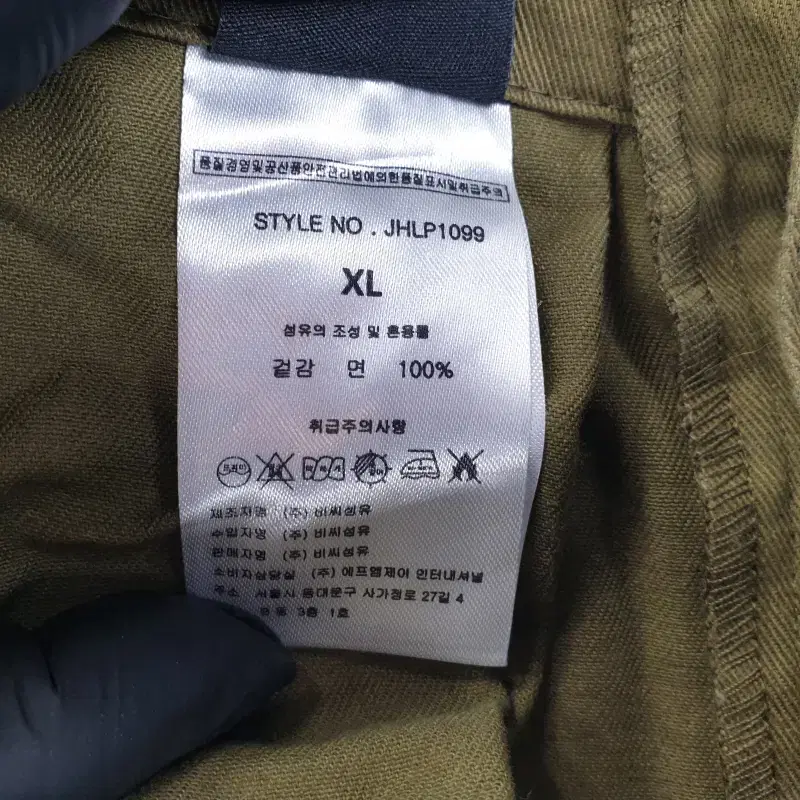 품질경영및공산품안전관리법에의한품질표시및취급주의
STYLE NO . JHLP1099
XL
섬유의 조성 및 혼용률
겉감 면 100%
취급주의사항
드라이
제조자명 (주) 비씨섬유
수입자명 (주) 비씨섬유
판매자명 (주) 비씨섬유
소비자상담실 (주) 에프엠제이 인터내셔널
주소 서울시 동대문구 사가정로 27길 4
3층 1호